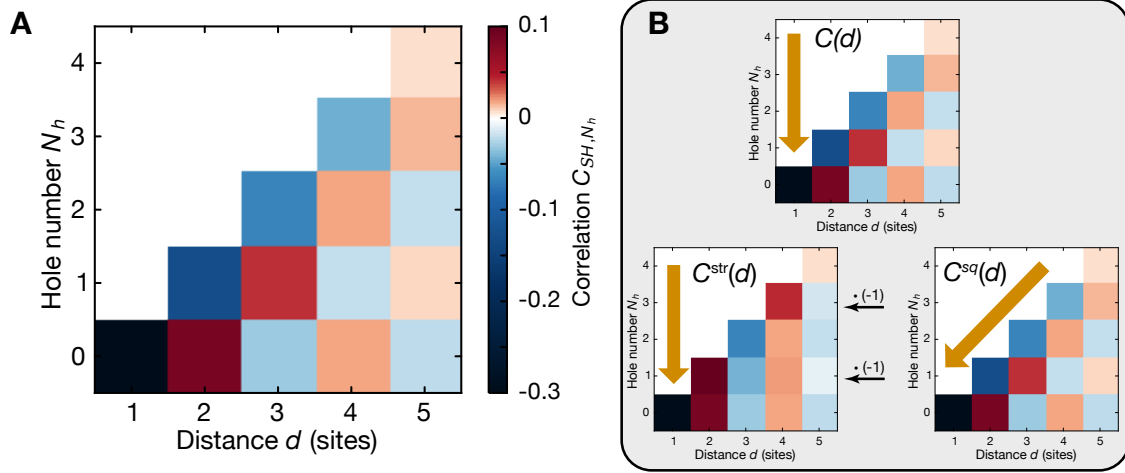 A
4
3
2
1
0
Hole number N_h
1 2 3 4 5
Distance d (sites)
0.1
0
-0.1
-0.2
-0.3
Correlation C_{SH,N_h}
B
C(d)
4
3
2
1
0
Hole number N_h
1 2 3 4 5
Distance d (sites)
C^{str}(d)
4
3
2
1
0
Hole number N_h
1 2 3 4 5
Distance d (sites)
· (-1)
· (-1)
C^{sq}(d)
4
3
2
1
0
Hole number N_h
1 2 3 4 5
Distance d (sites)